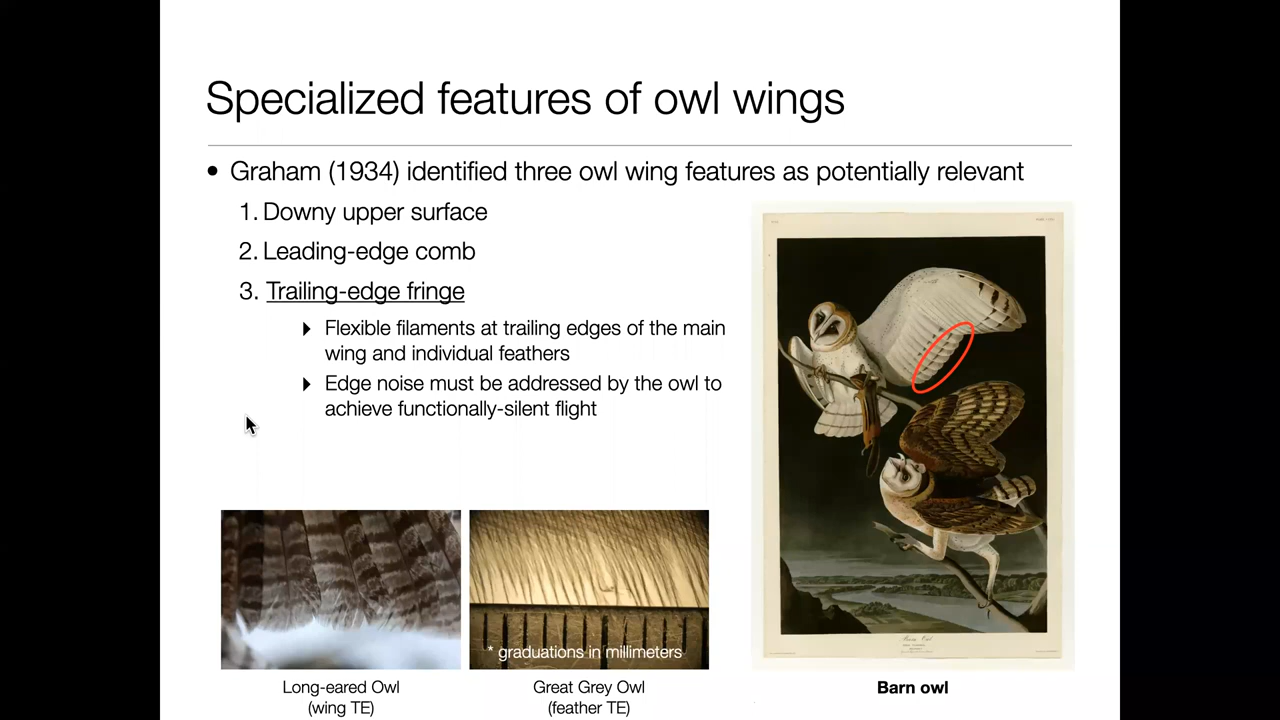 Specialized features of owl wings
• Graham (1934) identified three owl wing features as potentially relevant
1. Downy upper surface
2. Leading-edge comb
3. Trailing-edge fringe
Flexible filaments at trailing edges of the main
wing and individual feathers
Edge noise must be addressed by the owl to
achieve functionally-silent flight
* graduations in millimeters
Long-eared Owl
(wing TE)
Great Grey Owl
(feather TE)
Barn Owl
Barn owl